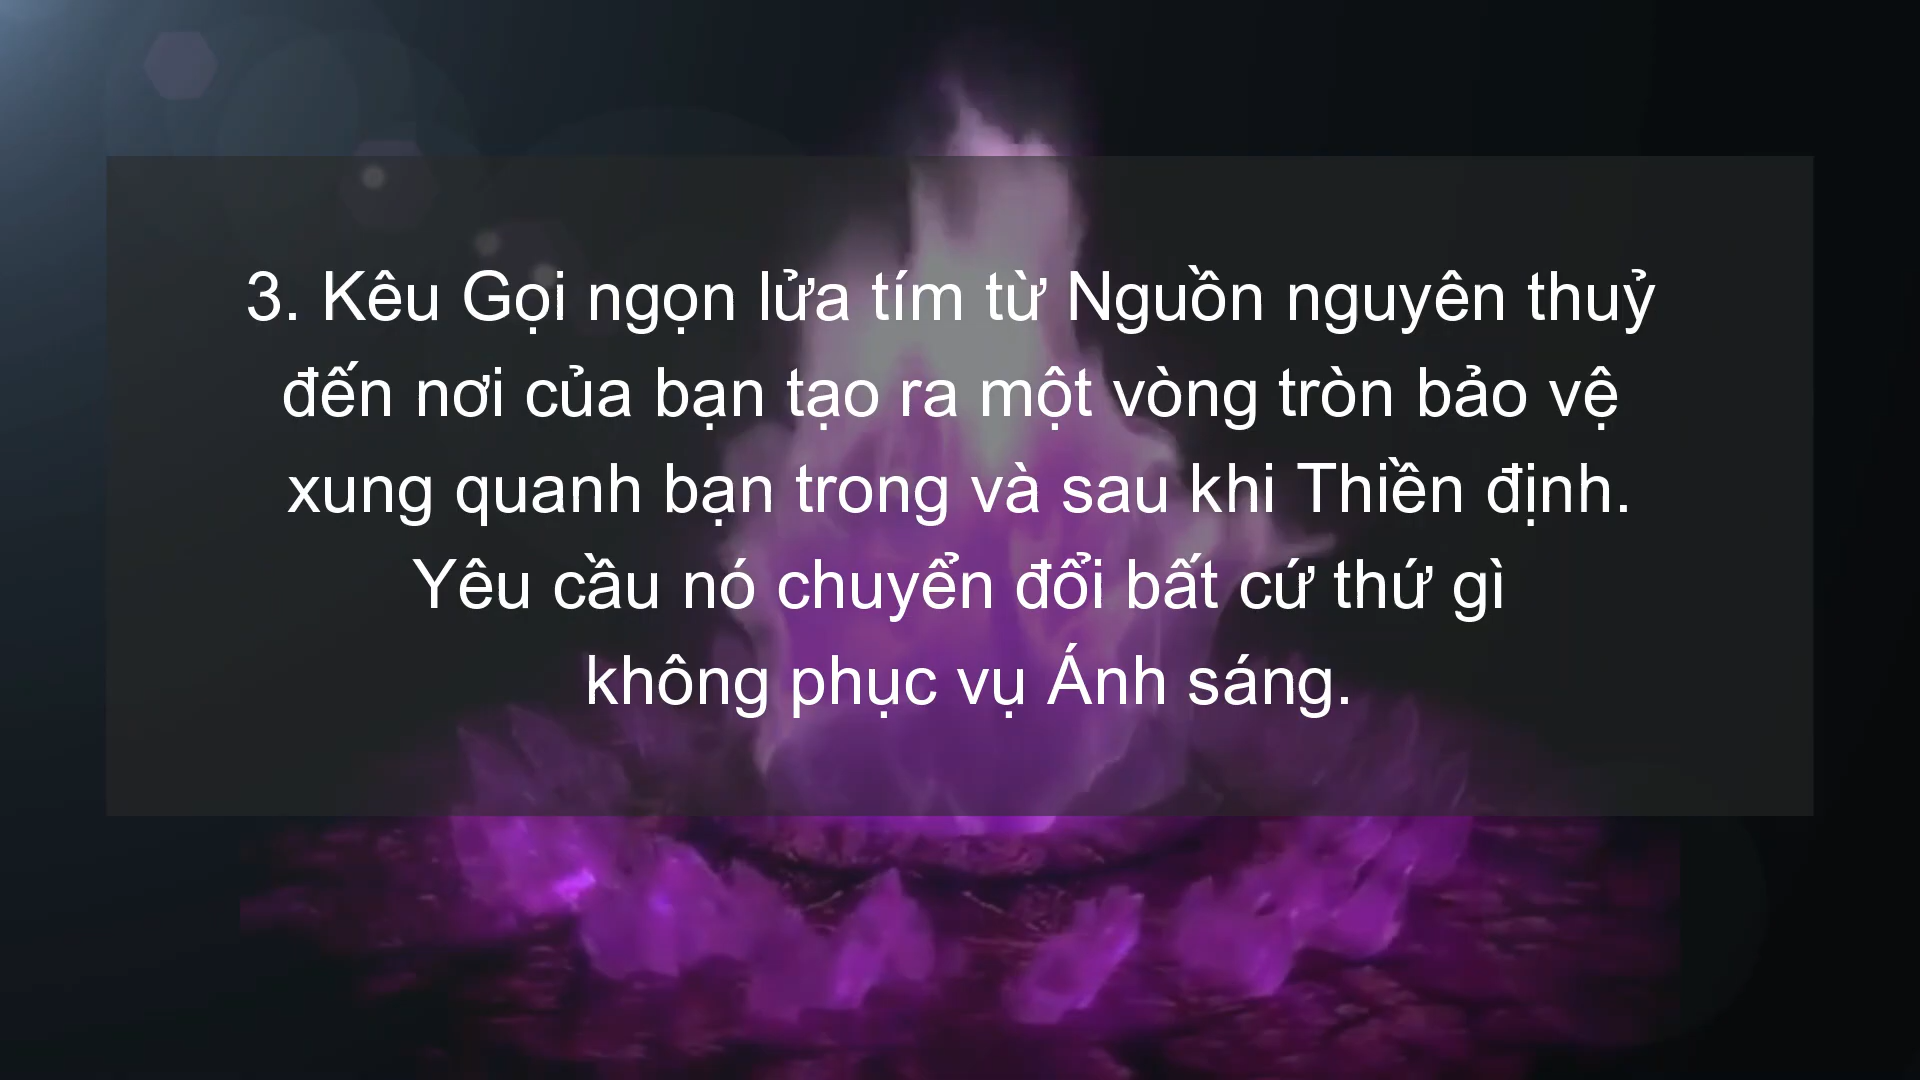 3. Kêu Gọi ngọn lửa tím từ Nguồn nguyên thuỷ
đến nơi của bạn tạo ra một vòng tròn bảo vệ
xung quanh bạn trong và sau khi Thiền định.
Yêu cầu nó chuyển đổi bất cứ thứ gì
không phục vụ Ánh sáng.